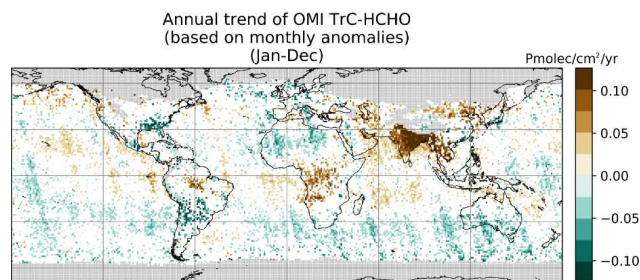 Annual trend of OMI TrC-HCHO
(based on monthly anomalies)
(Jan-Dec)
Pmolec/cm²/yr
0.10
0.05
0.00
−0.05
−0.10